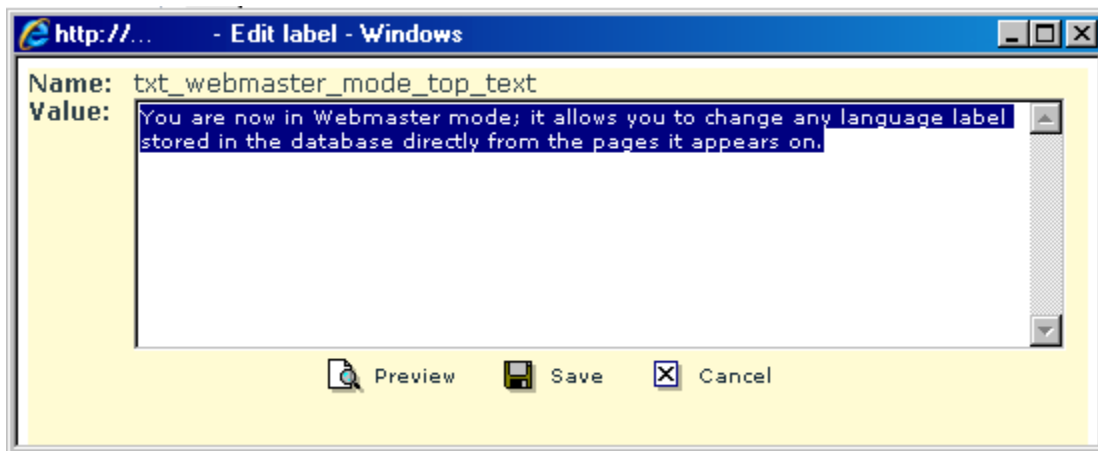 http://... - Edit label - Windows
Name: txt_webmaster_mode_top_text
Value: You are now in Webmaster mode; it allows you to change any language label
stored in the database directly from the pages it appears on.
Preview Save Cancel